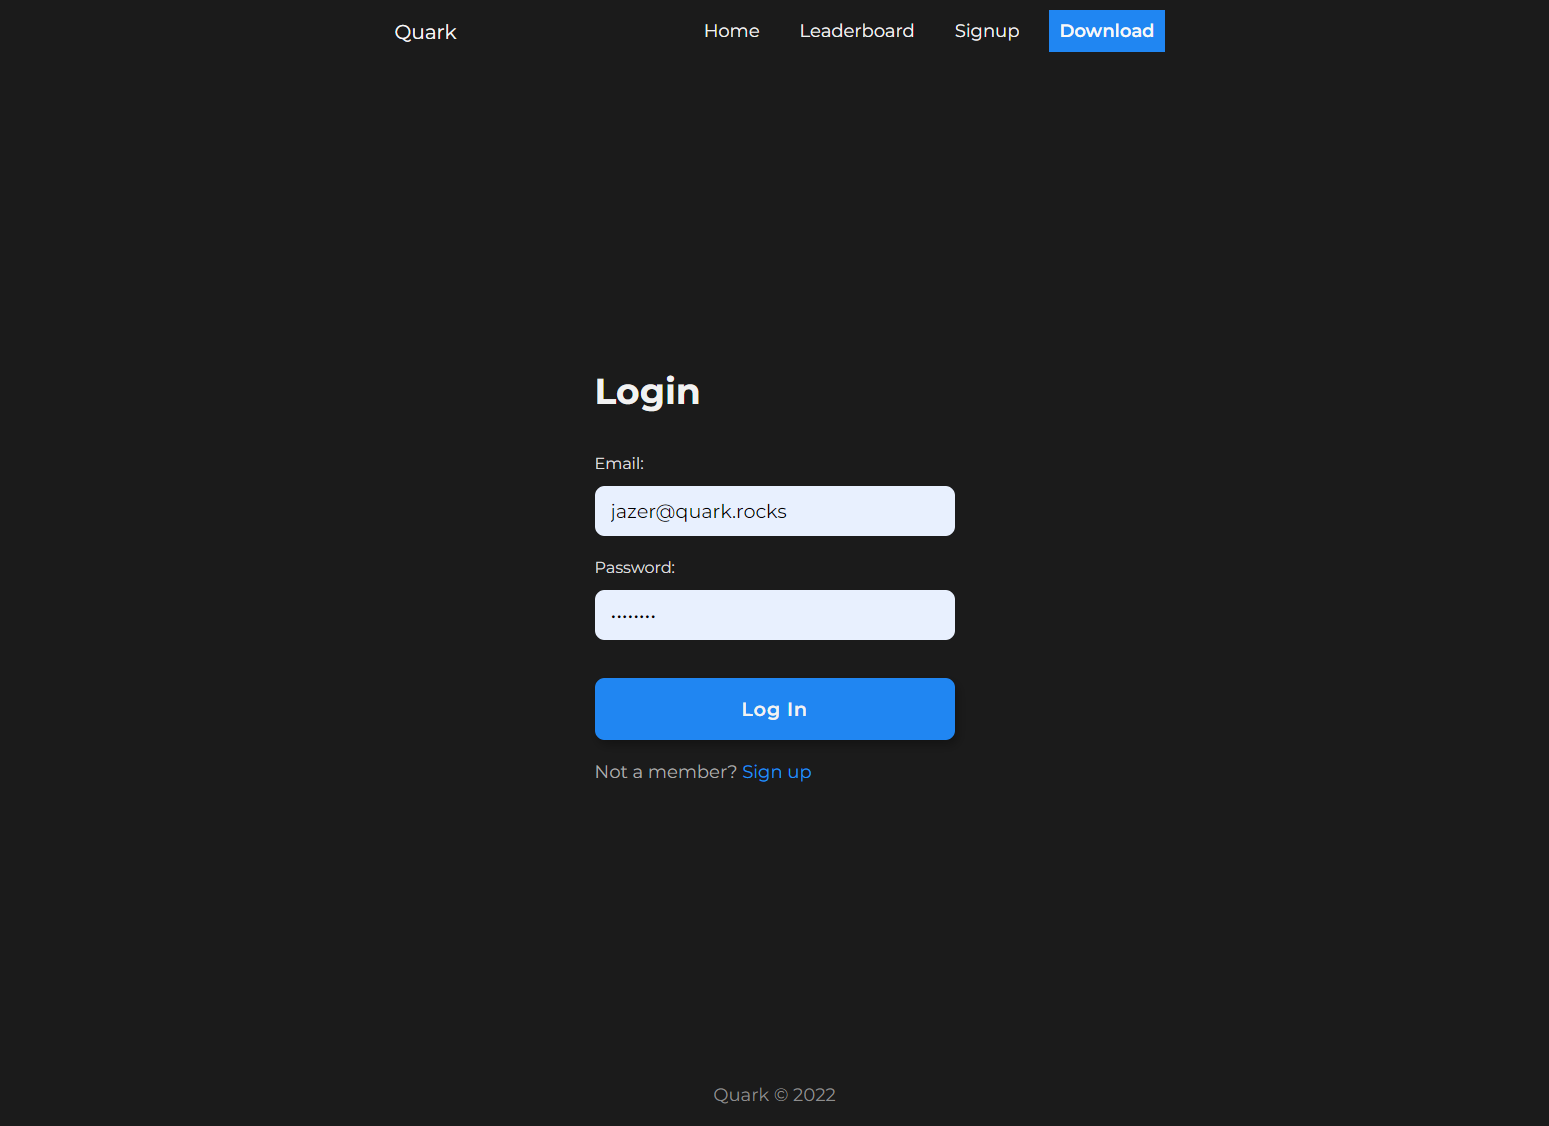 Quark Home Leaderboard Signup Download
Login
Email:
jazer@quark.rocks
Password:
••••••••
Log In
Not a member? Sign up
Quark © 2022